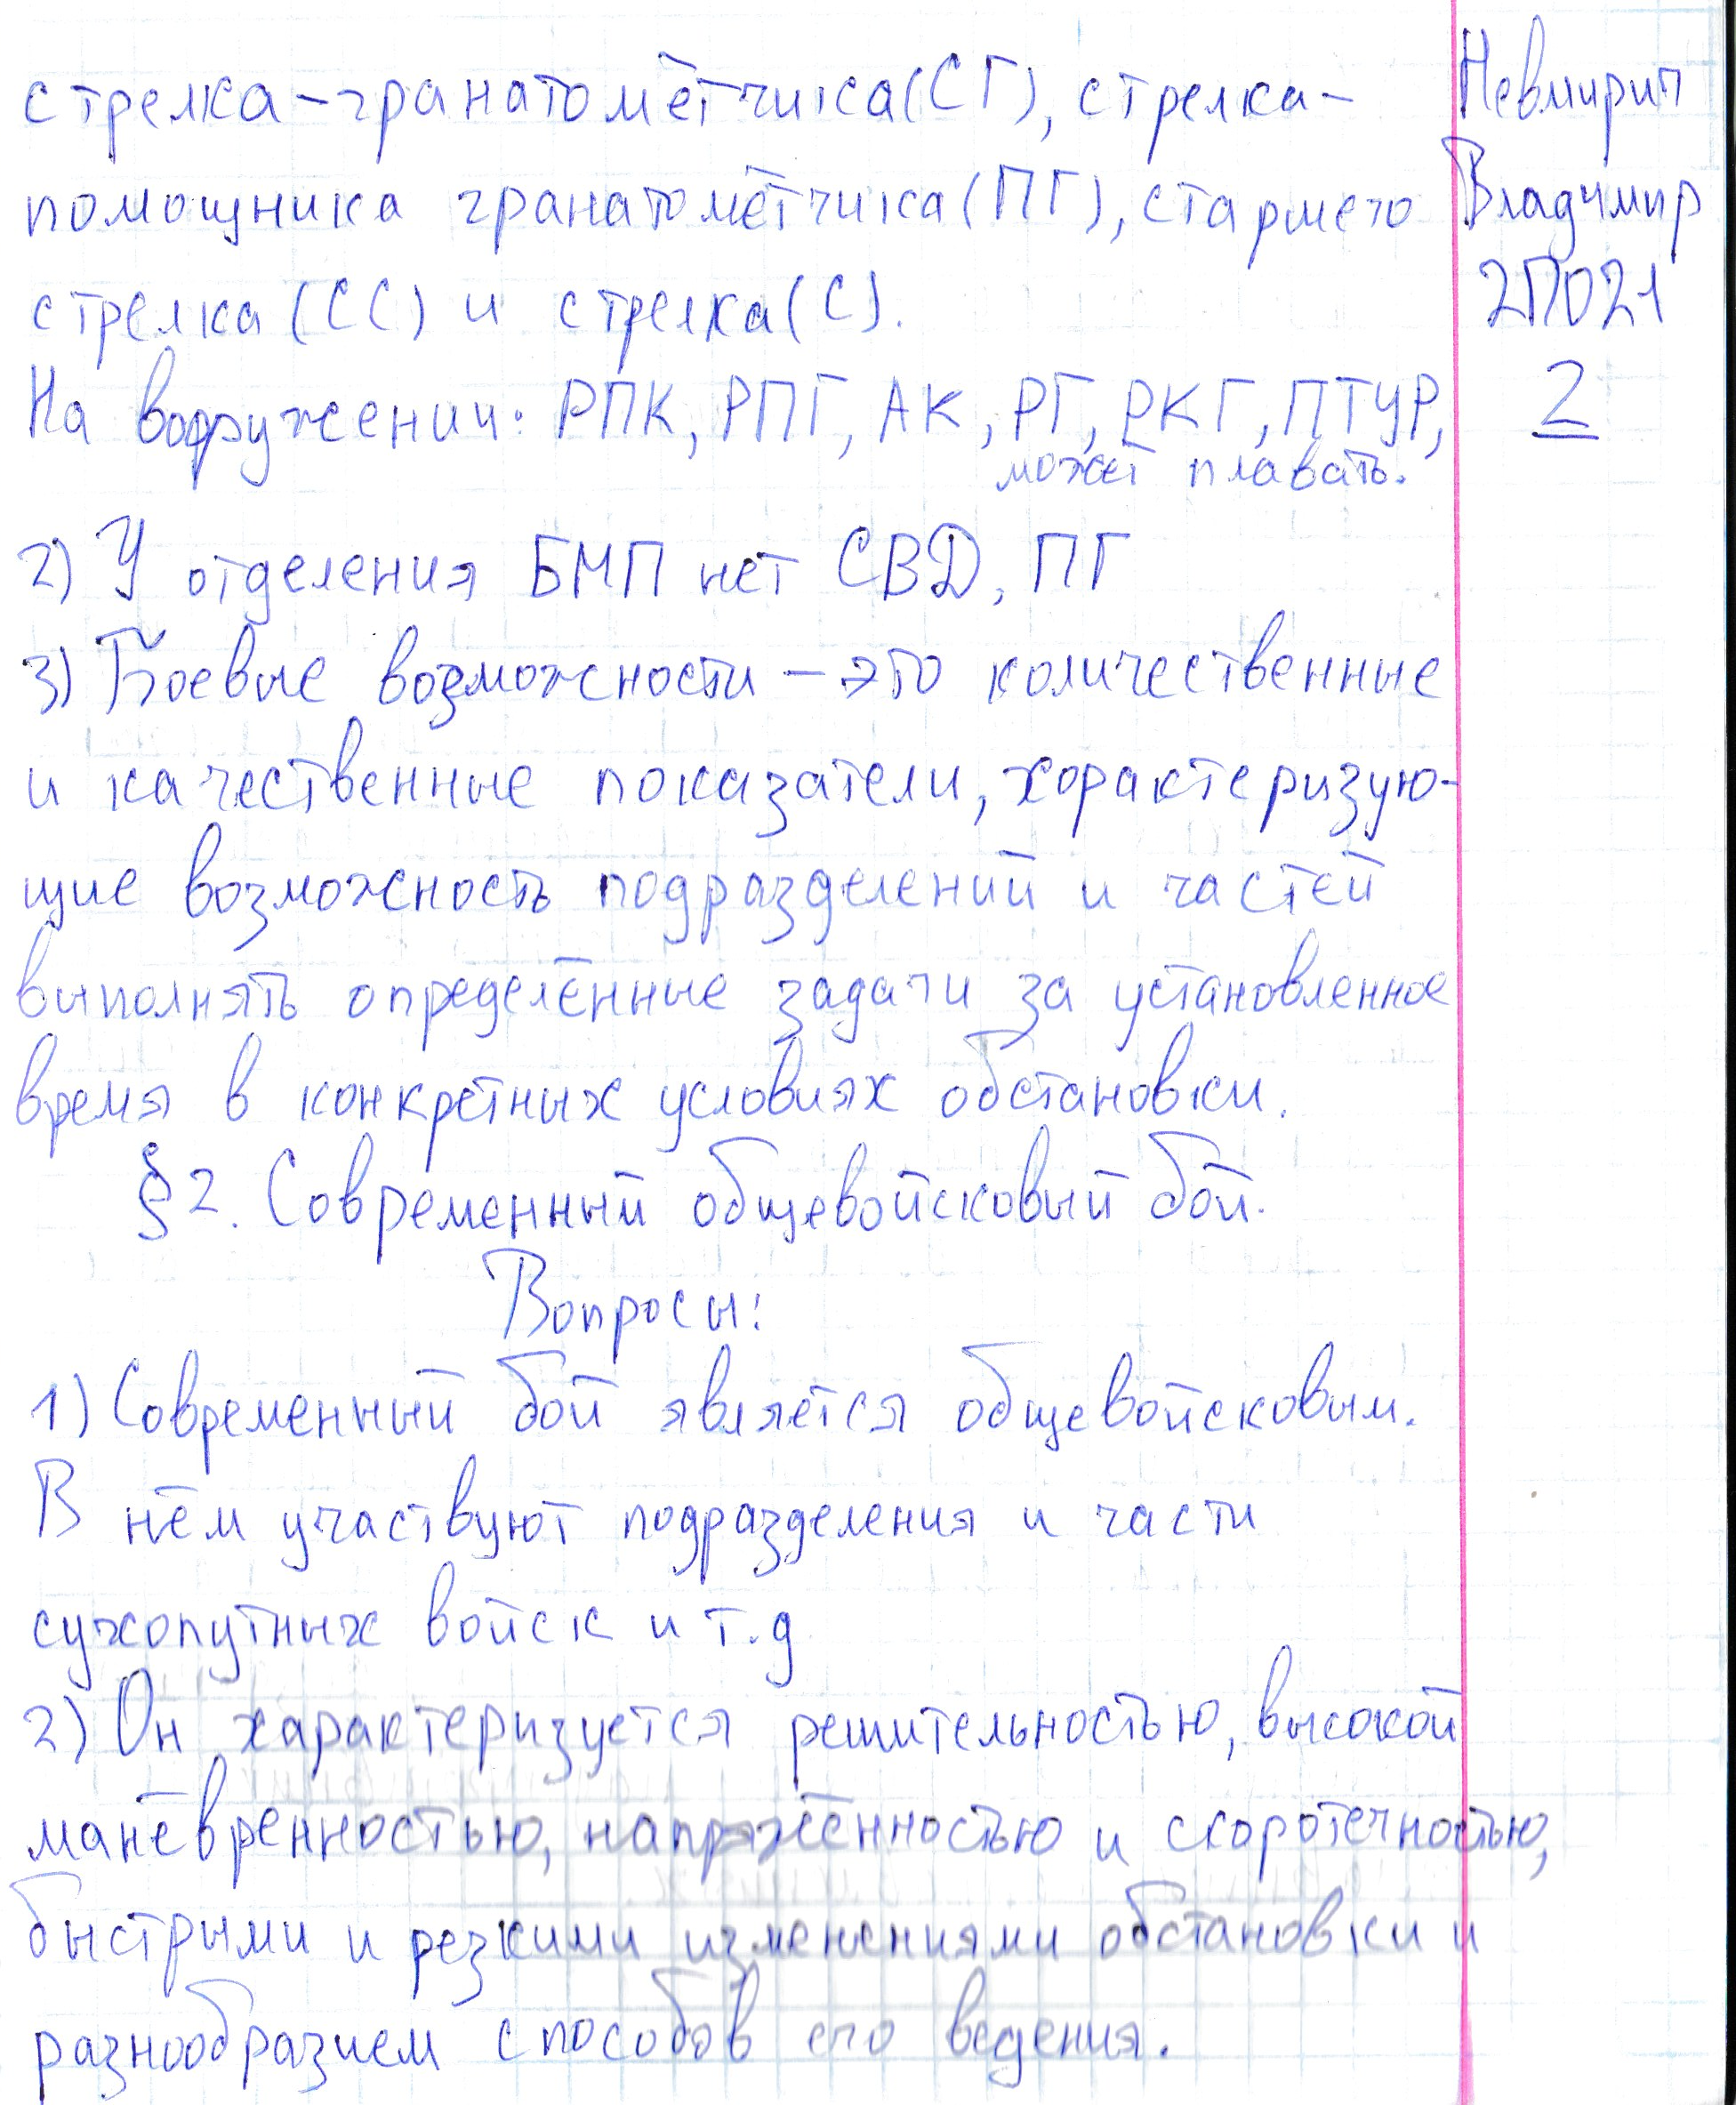 стрелка-гранатомётчика(СГ), стрелка-
помощника гранатомётчика(ПГ), старшего
стрелка(СС) и стрелка(С).
На вооружении: РПК, РПГ, АК, РГ, РКГ, ПТУР,
может плавать.
2) У отделения БМП нет СВД, ПГ
3) Боевые возможности – это количественные
и качественные показатели, характеризую-
щие возможность подразделений и частей
выполнять определённые задачи за установленное
время в конкретных условиях обстановки.
§2. Современный общевойсковый бой.
Вопросы:
1) Современный бой является общевойсковым.
В нём участвуют подразделения и части
сухопутных войск и т.д
2) Он характеризуется решительностью, высокой
манёвренностью, напряжённостью и скоротечностью,
быстрыми и резкими изменениями обстановки и
разнообразием способов его ведения.
Владимир
2П021
2